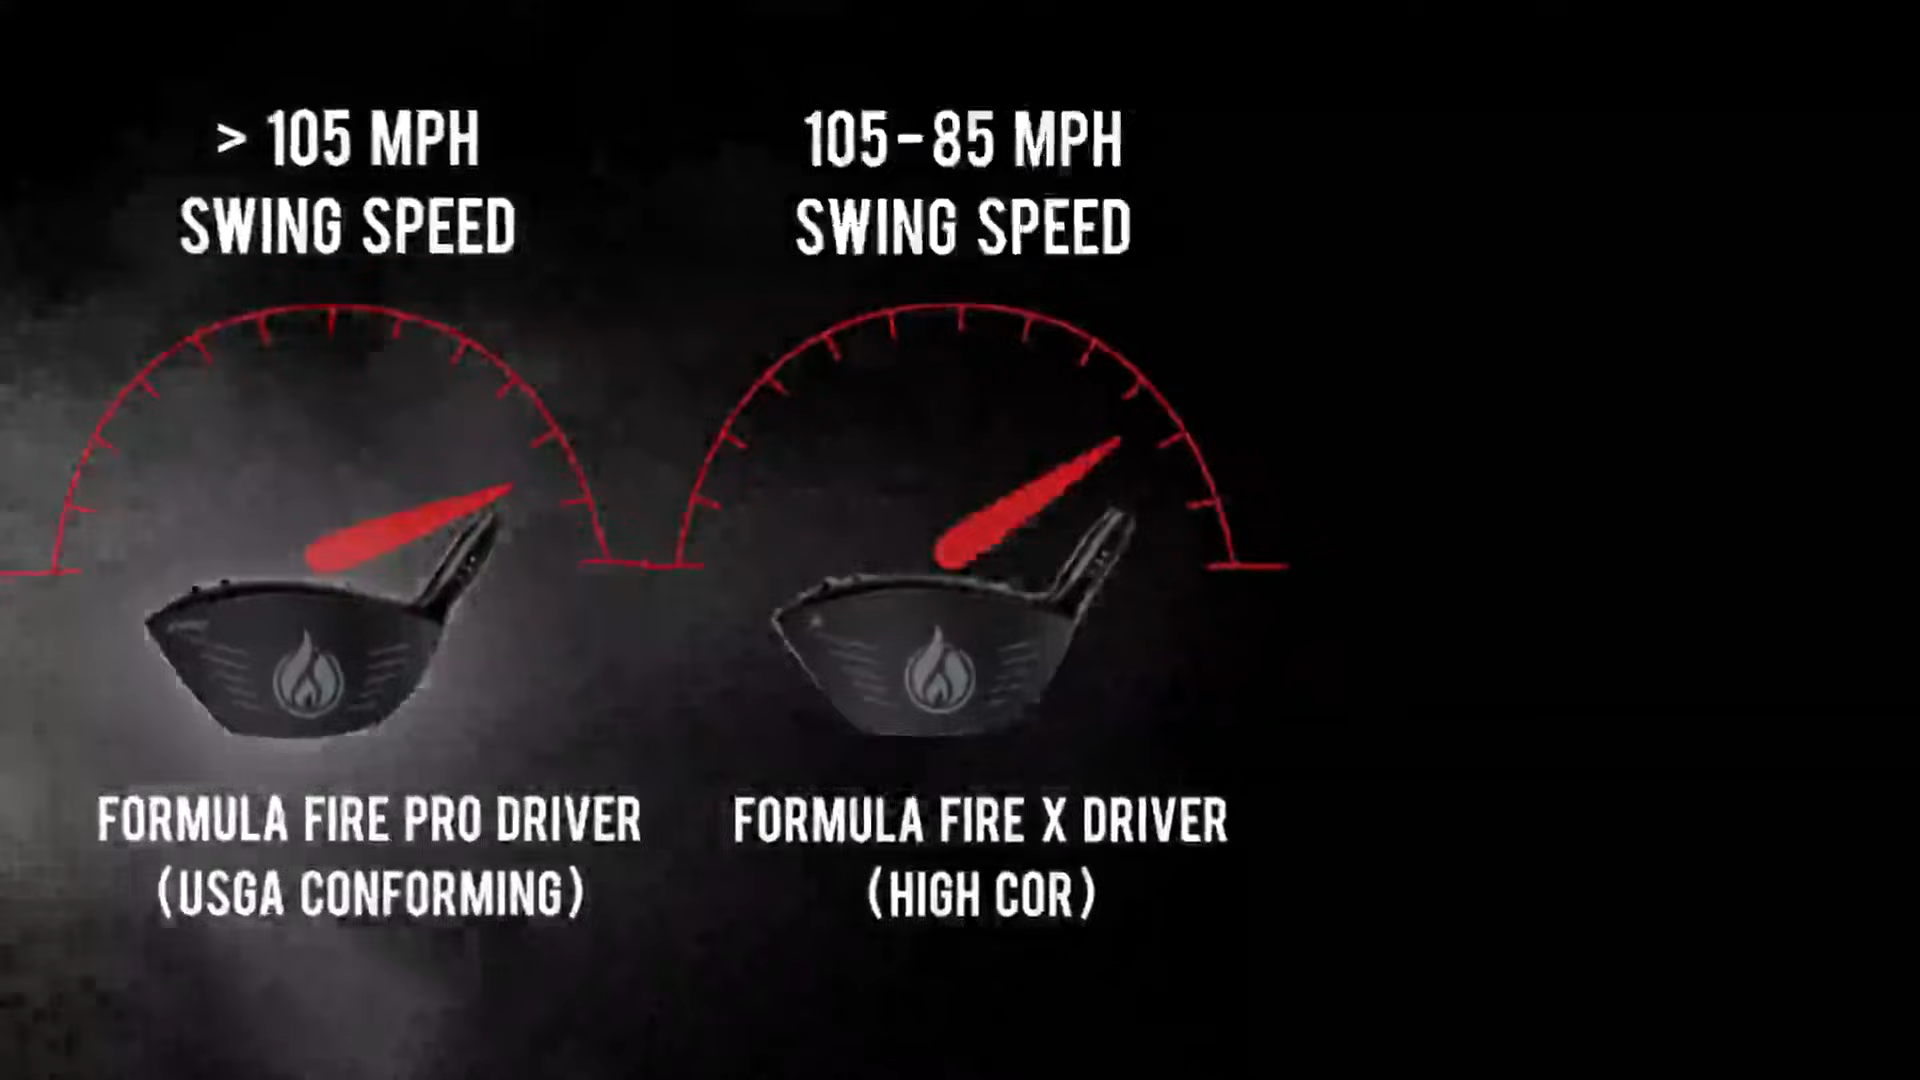 > 105 MPH
SWING SPEED
FORMULA FIRE PRO DRIVER
(USGA CONFORMING)
105-85 MPH
SWING SPEED
FORMULA FIRE X DRIVER
(HIGH COR)